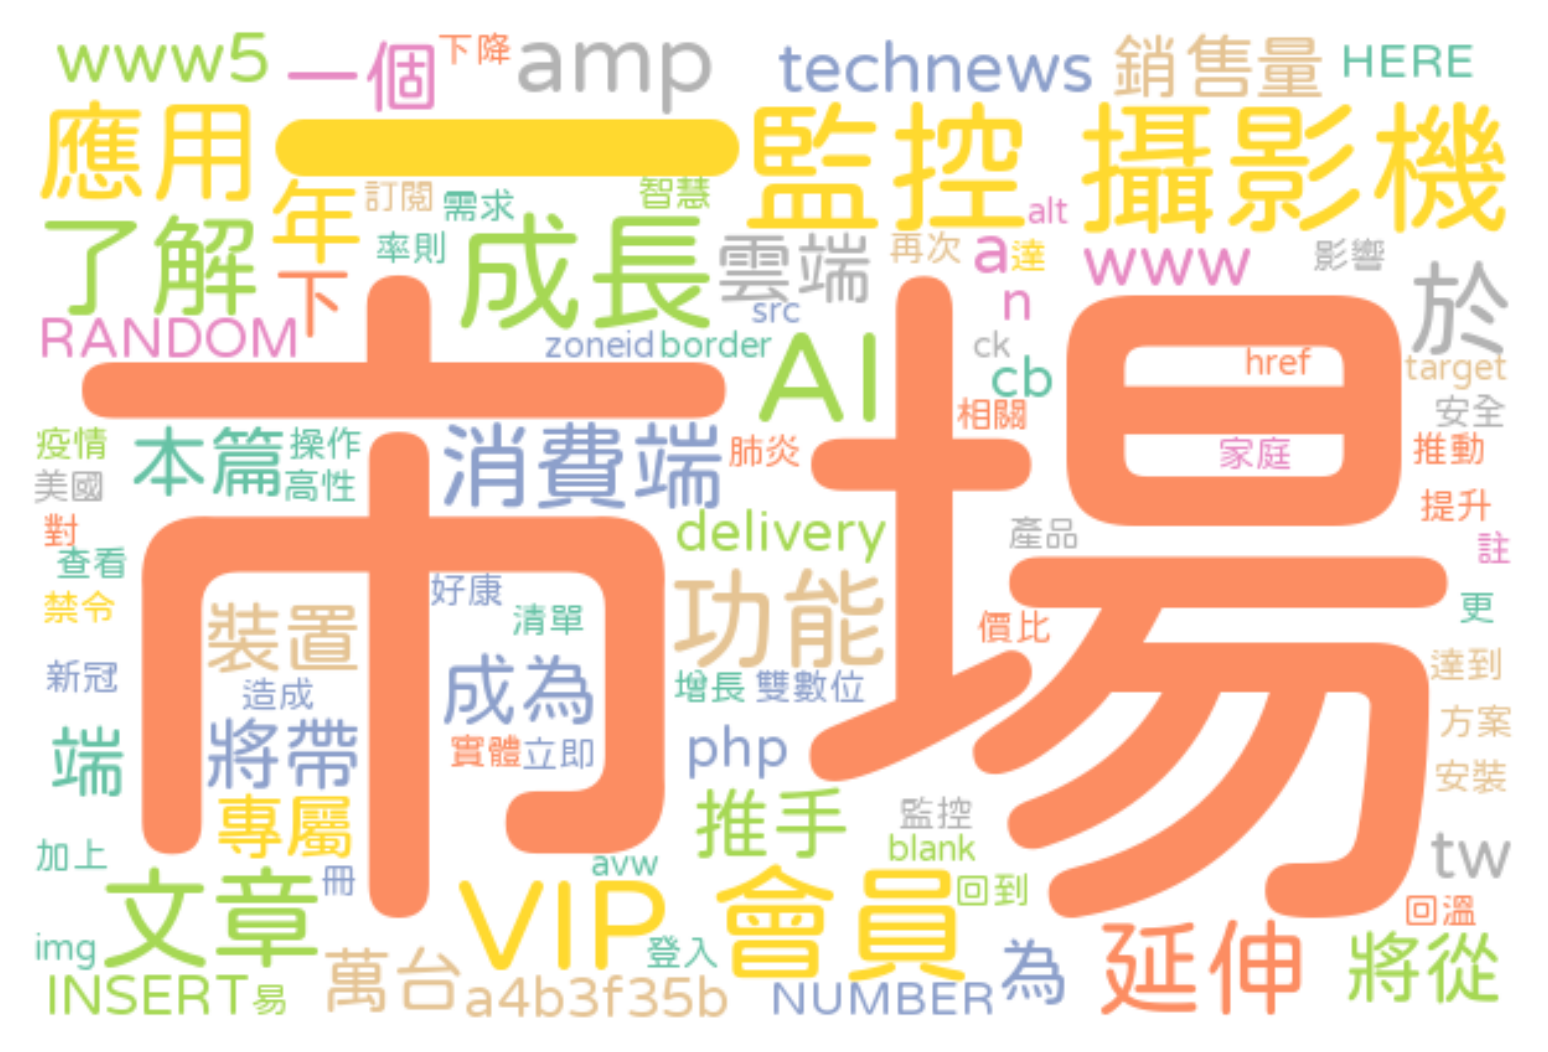 www5 一個 下降 amp technews 銷售量 HERE
應用 一 監控 攝影機
年 訂閱 需求 智慧 alt
了解 率則 成長 雲端 再次 a 達 www 影響 於
下 src n
RANDOM zoneid border AI ck cb href target
市場
相關 安全
疫情 本篇 操作 消費端 肺炎 家庭 推動
美國 高性 提升
對 delivery 產品 註
查看 好康 功能
禁令 裝置 清單 價比 更
新冠 造成 成為 增長 雙數位 達到
端 將帶 實體 立即 php 方案
安裝
專屬 推手 監控
加上 avw blank tw
文章 冊 VIP 會員 回到 回溫
img 登入 為 延伸 將從
INSERT 易 萬台 a4b3f35b NUMBER